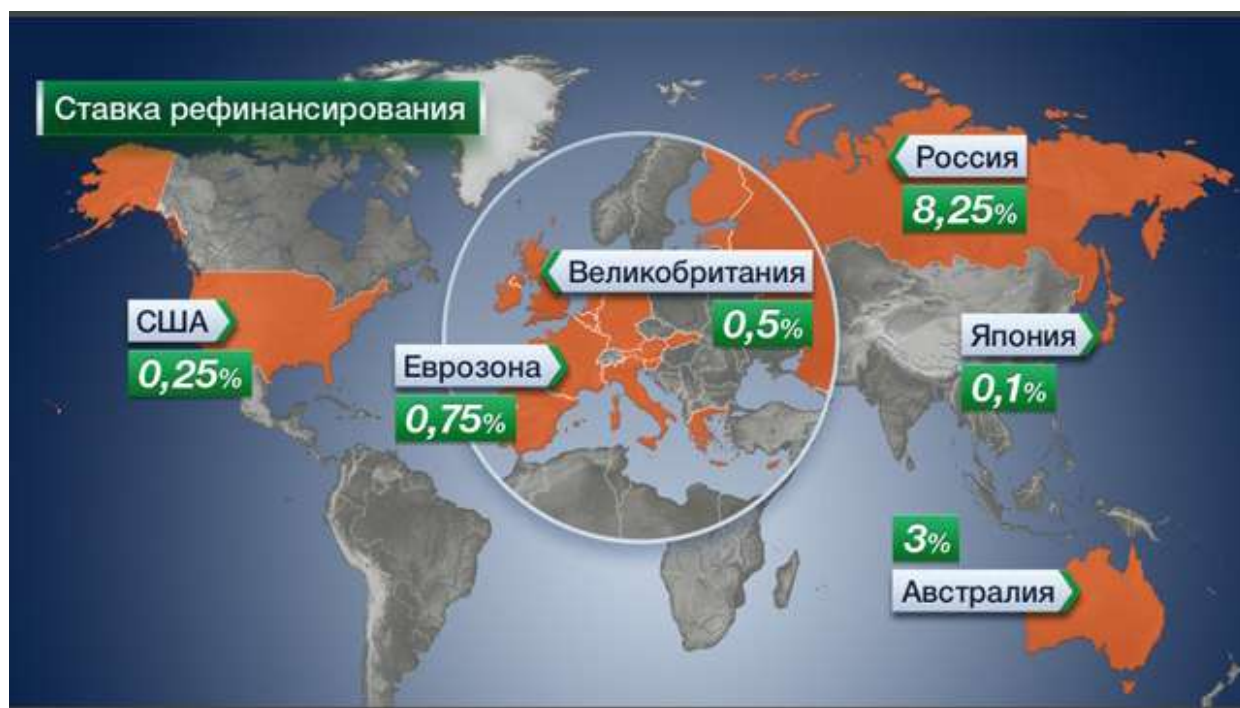 Ставка рефинансирования
Россия
8,25%
Великобритания
0,5%
США
0,25%
Еврозона
0,75%
Япония
0,1%
3%
Австралия